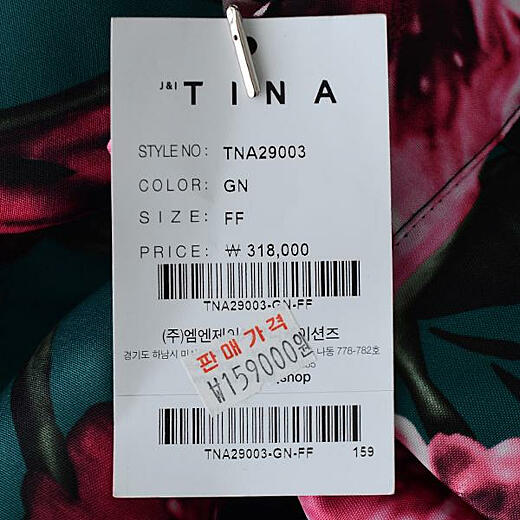 J&I TINA
STYLE NO: TNA29003
COLOR: GN
SIZE: FF
PRICE: ₩ 318,000
TNA29003-GN-FF
(주)엠엔제이 이션즈
판매가격
₩159000원
경기도 하남시 나동 778-782호
shop
TNA29003-GN-FF 159